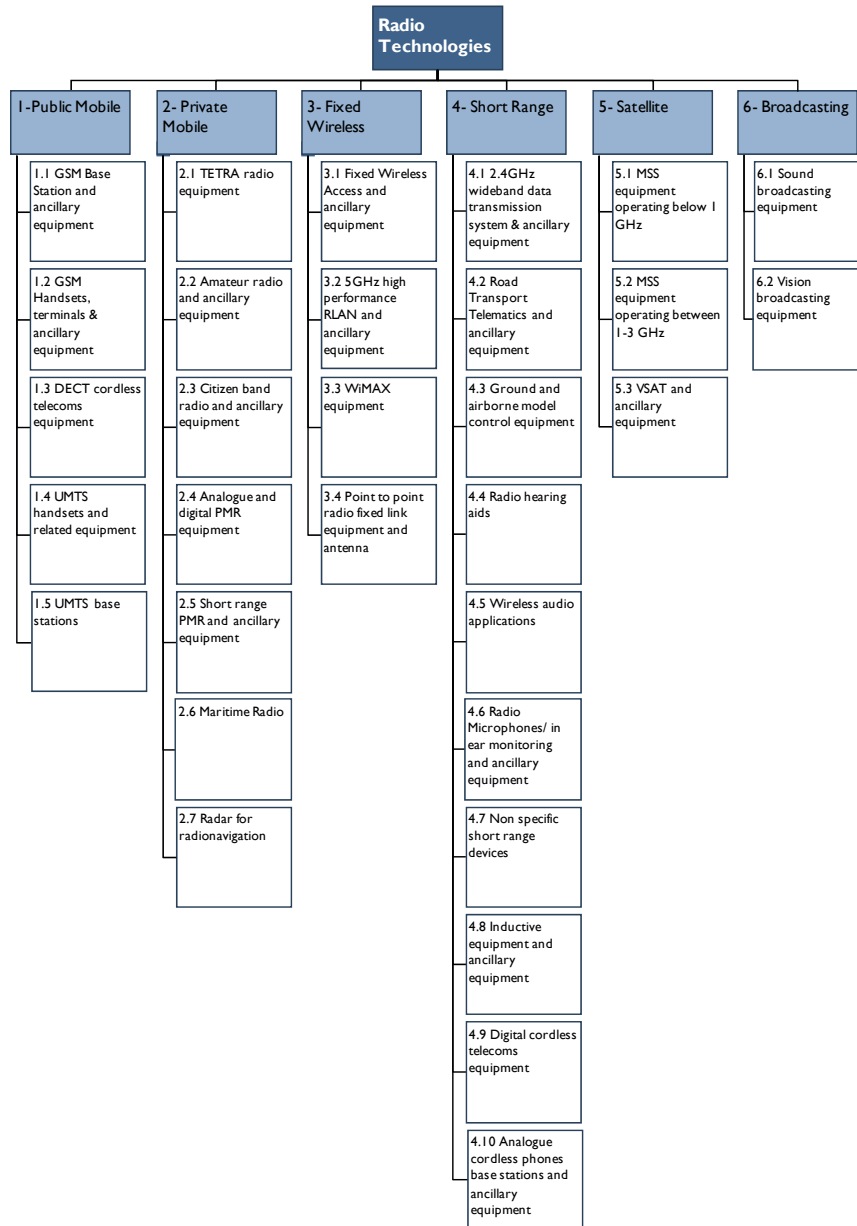 Radio
Technologies
1-Public Mobile
1.1 GSM Base
Station and
ancillary
equipment
1.2 GSM
Handsets,
terminals &
ancillary
equipment
1.3 DECT cordless
telecoms
equipment
1.4 UMTS
handsets and
related equipment
1.5 UMTS base
stations
2- Private
Mobile
2.1 TETRA radio
equipment
2.2 Amateur radio
and ancillary
equipment
2.3 Citizen band
radio and ancillary
equipment
2.4 Analogue and
digital PMR
equipment
2.5 Short range
PMR and ancillary
equipment
2.6 Maritime Radio
2.7 Radar for
radionavigation
3- Fixed
Wireless
3.1 Fixed Wireless
Access and
ancillary
equipment
3.2 5GHz high
performance
RLAN and
ancillary
equipment
3.3 WiMAX
equipment
3.4 Point to point
radio fixed link
equipment and
antenna
4- Short Range
4.1 2.4GHz
wideband data
transmission
system & ancillary
equipment
4.2 Road
Transport
Telematics and
ancillary
equipment
4.3 Ground and
airborne model
control equipment
4.4 Radio hearing
aids
4.5 Wireless audio
applications
4.6 Radio
Microphones/ in
ear monitoring
and ancillary
equipment
4.7 Non specific
short range
devices
4.8 Inductive
equipment and
ancillary
equipment
4.9 Digital cordless
telecoms
equipment
4.10 Analogue
cordless phones
base stations and
ancillary
equipment
5- Satellite
5.1 MSS
equipment
operating below 1
GHz
5.2 MSS
equipment
operating between
1-3 GHz
5.3 VSAT and
ancillary
equipment
6- Broadcasting
6.1 Sound
broadcasting
equipment
6.2 Vision
broadcasting
equipment